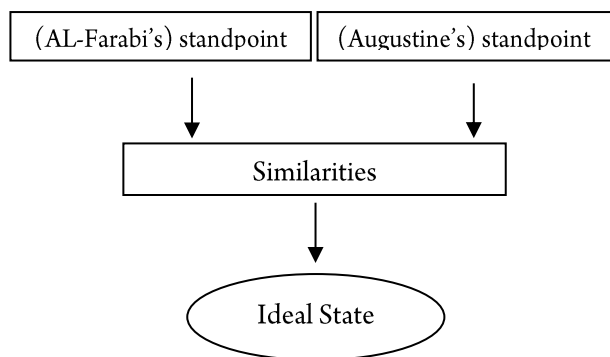 (AL-Farabi's) standpoint
(Augustine's) standpoint
Similarities
Ideal State